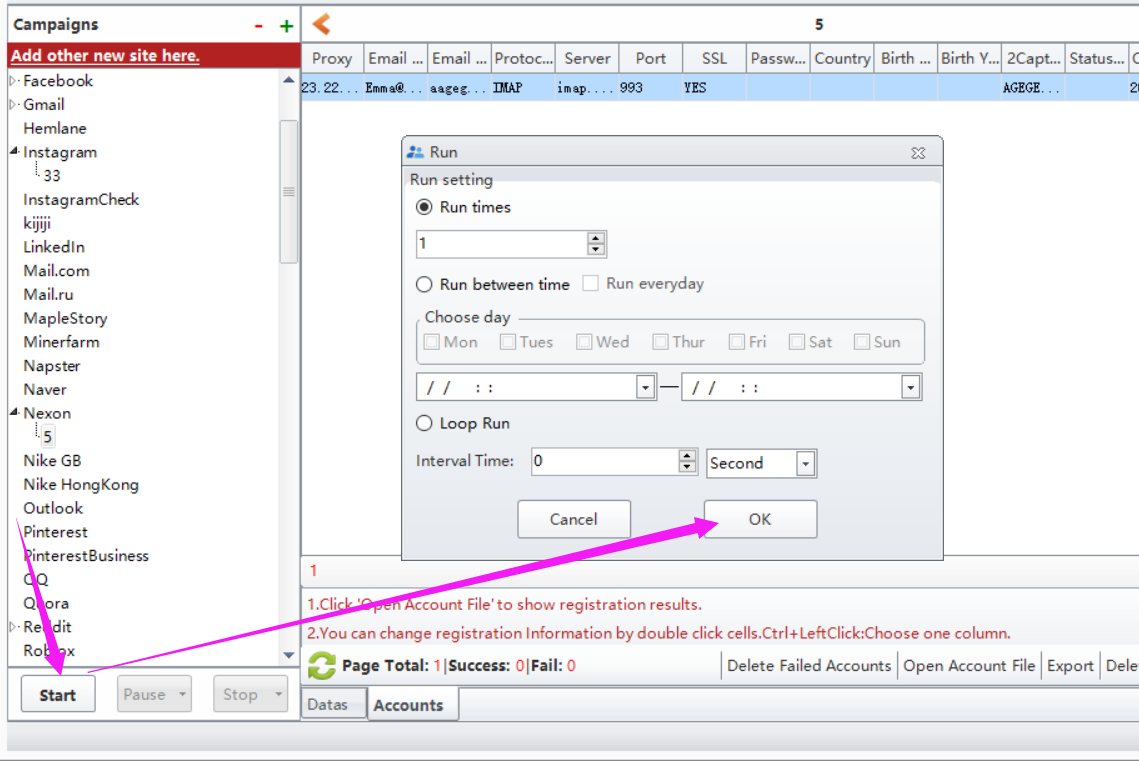 Campaigns - + 5
Add other new site here.
Proxy Email ... Email ... Protoc... Server Port SSL Passw... Country Birth ... Birth Y... 2Capt... Status...
23.22... Emma@... aageg... IMAP imap.... 993 YES AGEGE...
Facebook
Gmail
Hemlane
Instagram
33
InstagramCheck
kijiji
LinkedIn
Mail.com
Mail.ru
MapleStory
Minerfarm
Napster
Naver
Nexon
5
Nike GB
Nike HongKong
Outlook
Pinterest
PinterestBusiness
QQ
Quora
Reddit
Roblox
Start Pause Stop
Run
Run setting
Run times
1
Run between time Run everyday
Choose day
Mon Tues Wed Thur Fri Sat Sun
/ / : : — / / : :
Loop Run
Interval Time: 0 Second
Cancel OK
1
1.Click 'Open Account File' to show registration results.
2.You can change registration Information by double click cells.Ctrl+LeftClick:Choose one column.
Page Total: 1|Success: 0|Fail: 0 Delete Failed Accounts Open Account File Export Dele
Datas Accounts